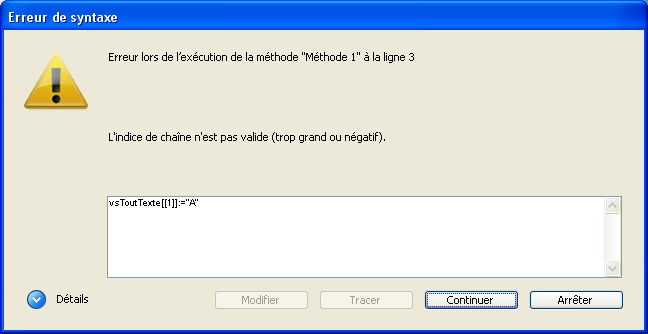 Erreur de syntaxe
Erreur lors de l'exécution de la méthode "Méthode 1" à la ligne 3
L'indice de chaîne n'est pas valide (trop grand ou négatif).
vsToutTexte[[1]]:="A"
Détails
Modifier
Tracer
Continuer
Arrêter